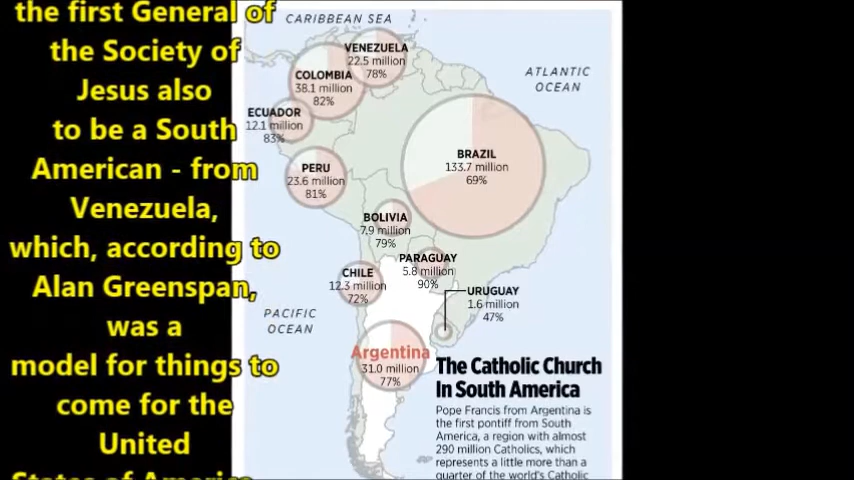 the first General of
the Society of
Jesus also
to be a South
American - from
Venezuela,
which, according to
Alan Greenspan,
was a
model for things to
come for the
United
States of America
CARIBBEAN SEA
VENEZUELA
22.5 million
78%
COLOMBIA
38.1 million
82%
ATLANTIC
OCEAN
ECUADOR
12.1 million
83%
BRAZIL
133.7 million
69%
PERU
23.6 million
81%
BOLIVIA
7.9 million
79%
PARAGUAY
5.8 million
90%
CHILE
12.3 million
72%
URUGUAY
1.6 million
47%
PACIFIC
OCEAN
Argentina
31.0 million
77%
The Catholic Church
In South America
Pope Francis from Argentina is
the first pontiff from South
America, a region with almost
290 million Catholics, which
represents a little more than a
quarter of the world's Catholic